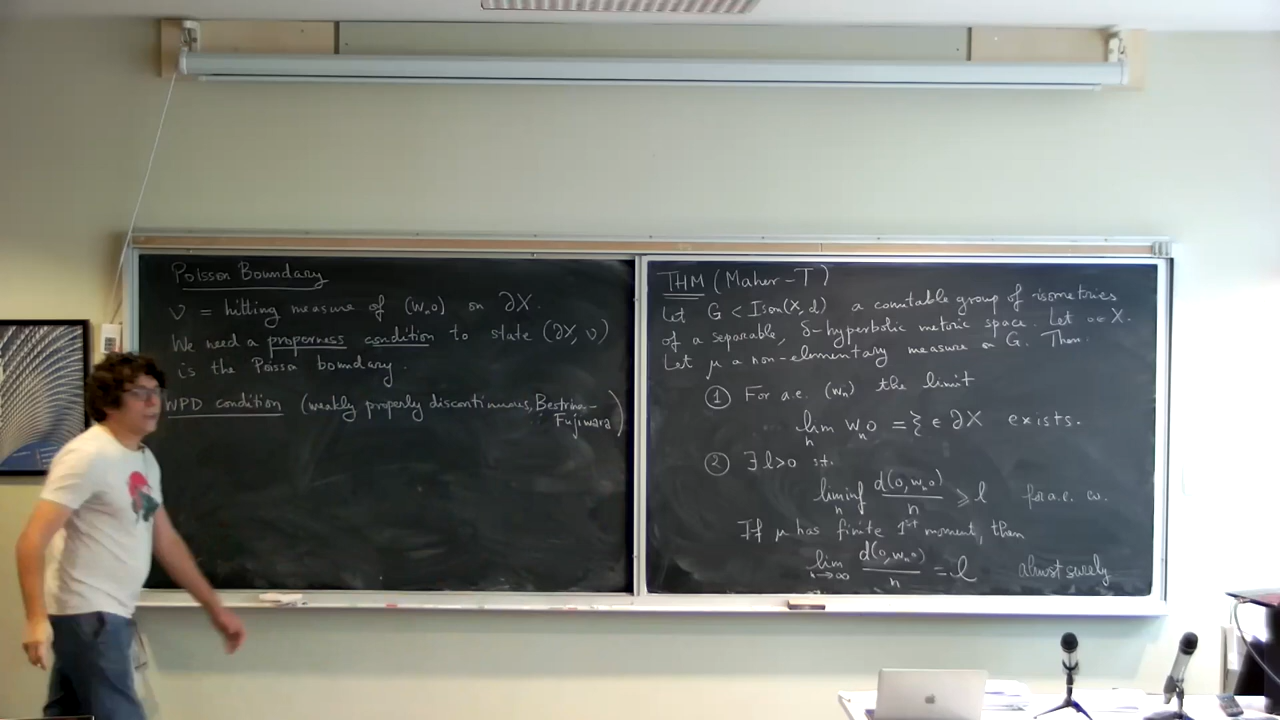 Poisson Boundary
ν = hitting measure of (wₙo) on ∂X.
We need a properness condition to state (∂X, ν)
is the Poisson boundary.
WPD condition (weakly properly discontinuous, Bestvina-
Fujiwara)
THM (Maher-T)
Let G < Isom(X, d) a countable group of isometries
of a separable, δ-hyperbolic metric space. Let o ∈ X.
Let μ a non-elementary measure on G. Then
① For a.e. (wₙ) the limit
lim wₙo = ξ ∈ ∂X exists.
n
② ∃ l>0 s.t.
liminf d(o, wₙo)/n ⩾ l for a.e. ω.
n
If μ has finite 1st moment, then
lim d(o, wₙo)/n = l almost surely
n→∞